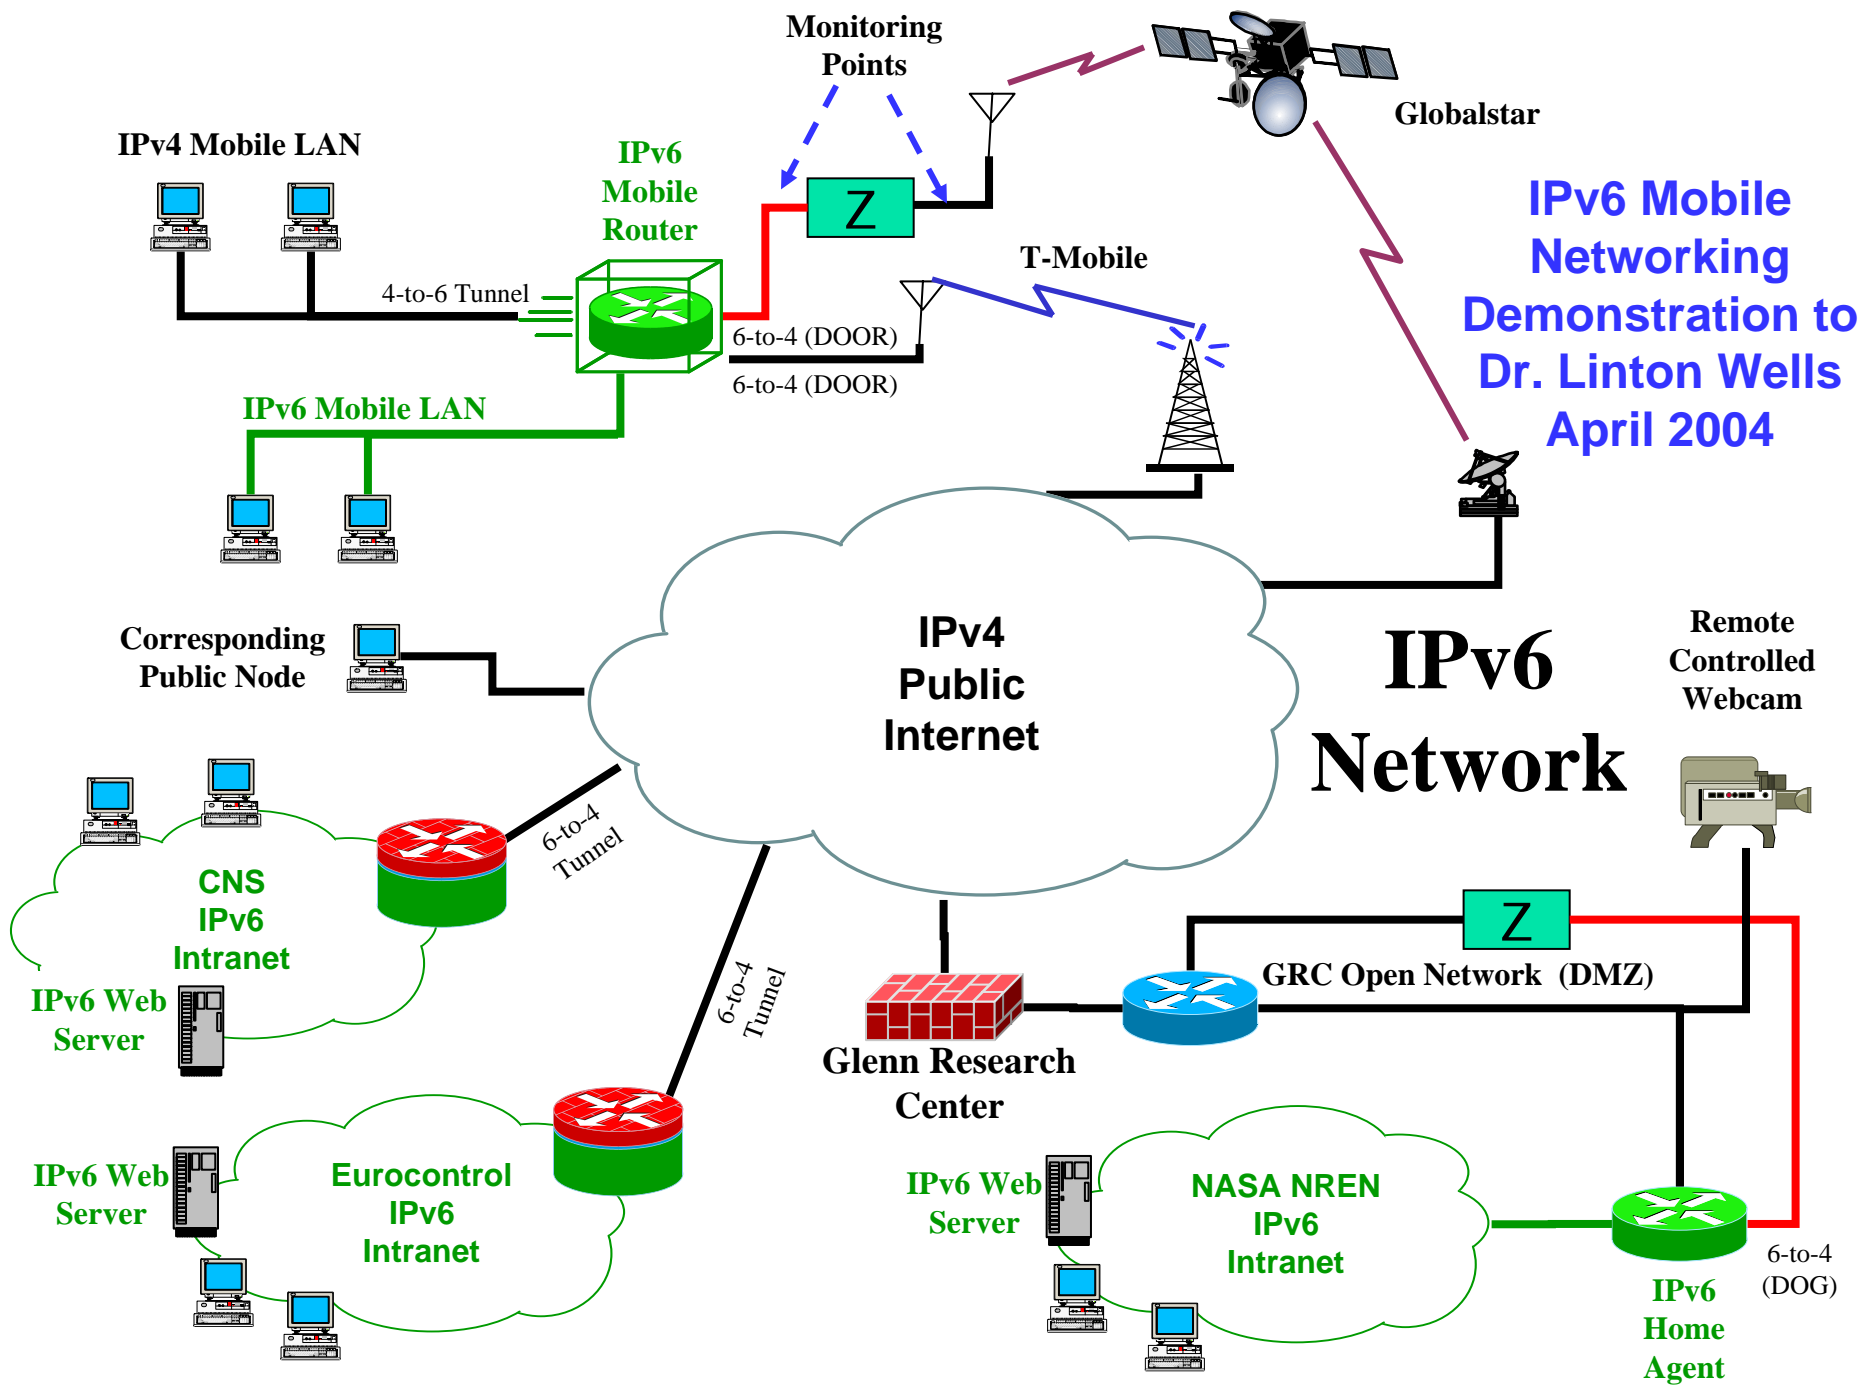 Monitoring
Points
Globalstar
IPv4 Mobile LAN
IPv6
Mobile
Router
Z
IPv6 Mobile
Networking
Demonstration to
Dr. Linton Wells
April 2004
T-Mobile
4-to-6 Tunnel
6-to-4 (DOOR)
6-to-4 (DOOR)
IPv6 Mobile LAN
Corresponding
Public Node
IPv4
Public
Internet
IPv6
Network
Remote
Controlled
Webcam
6-to-4
Tunnel
CNS
IPv6
Intranet
IPv6 Web
Server
6-to-4
Tunnel
Z
GRC Open Network (DMZ)
Glenn Research
Center
IPv6 Web
Server
Eurocontrol
IPv6
Intranet
IPv6 Web
Server
NASA NREN
IPv6
Intranet
6-to-4
(DOG)
IPv6
Home
Agent